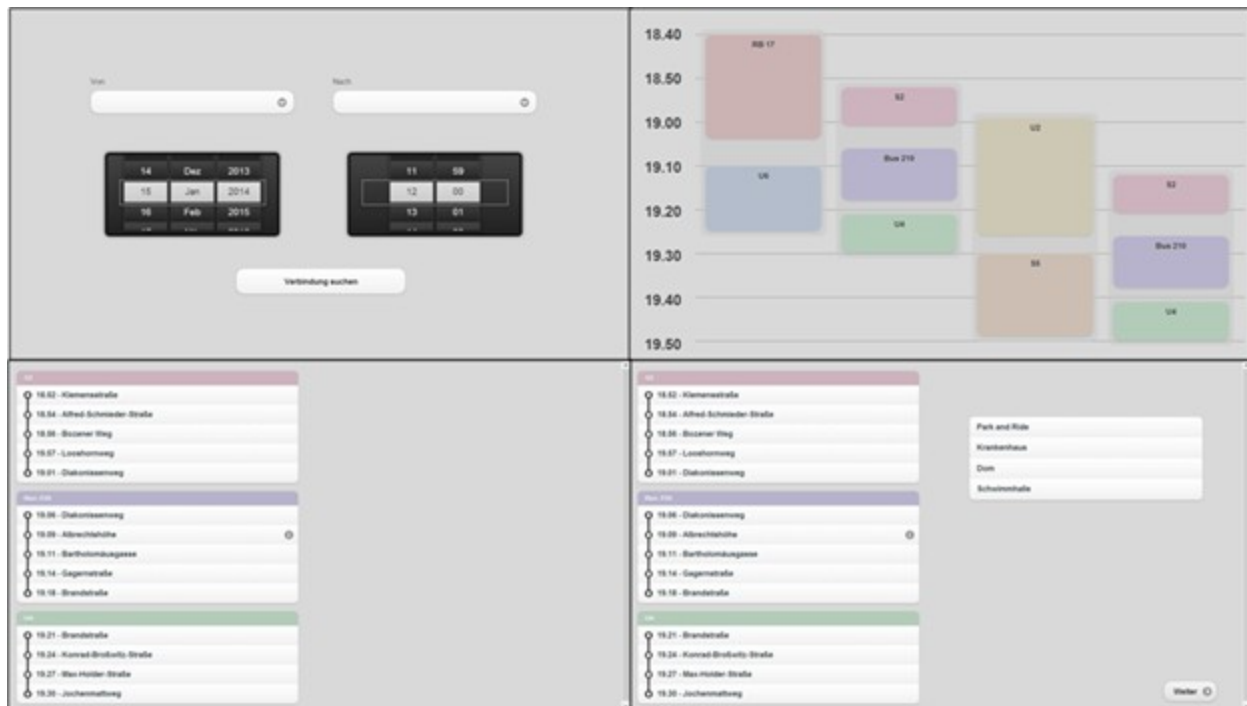 Von
Nach
14 Dez 2013
15 Jan 2014
16 Feb 2015
11 59
12 00
13 01
Verbindung suchen
18.40
18.50
19.00
19.10
19.20
19.30
19.40
19.50
RB 17
U6
S2
Bus 210
U4
U2
S6
S2
Bus 210
U4
18.52 - Klemensstraße
18.54 - Alfred-Schmieder-Straße
18.56 - Bozener Weg
19.57 - Looshornweg
19.01 - Diakonissenweg
19.06 - Diakonissenweg
19.09 - Albrechtshöhe
19.11 - Bartholomäusgasse
19.14 - Gagernstraße
19.18 - Brandstraße
19.21 - Brandstraße
19.24 - Konrad-Broßwitz-Straße
19.27 - Max-Holder-Straße
19.30 - Jochenmattweg
18.52 - Klemensstraße
18.54 - Alfred-Schmieder-Straße
18.56 - Bozener Weg
19.57 - Looshornweg
19.01 - Diakonissenweg
19.06 - Diakonissenweg
19.09 - Albrechtshöhe
19.11 - Bartholomäusgasse
19.14 - Gagernstraße
19.18 - Brandstraße
19.21 - Brandstraße
19.24 - Konrad-Broßwitz-Straße
19.27 - Max-Holder-Straße
19.30 - Jochenmattweg
Park and Ride
Krankenhaus
Dom
Schwimmhalle
Weiter